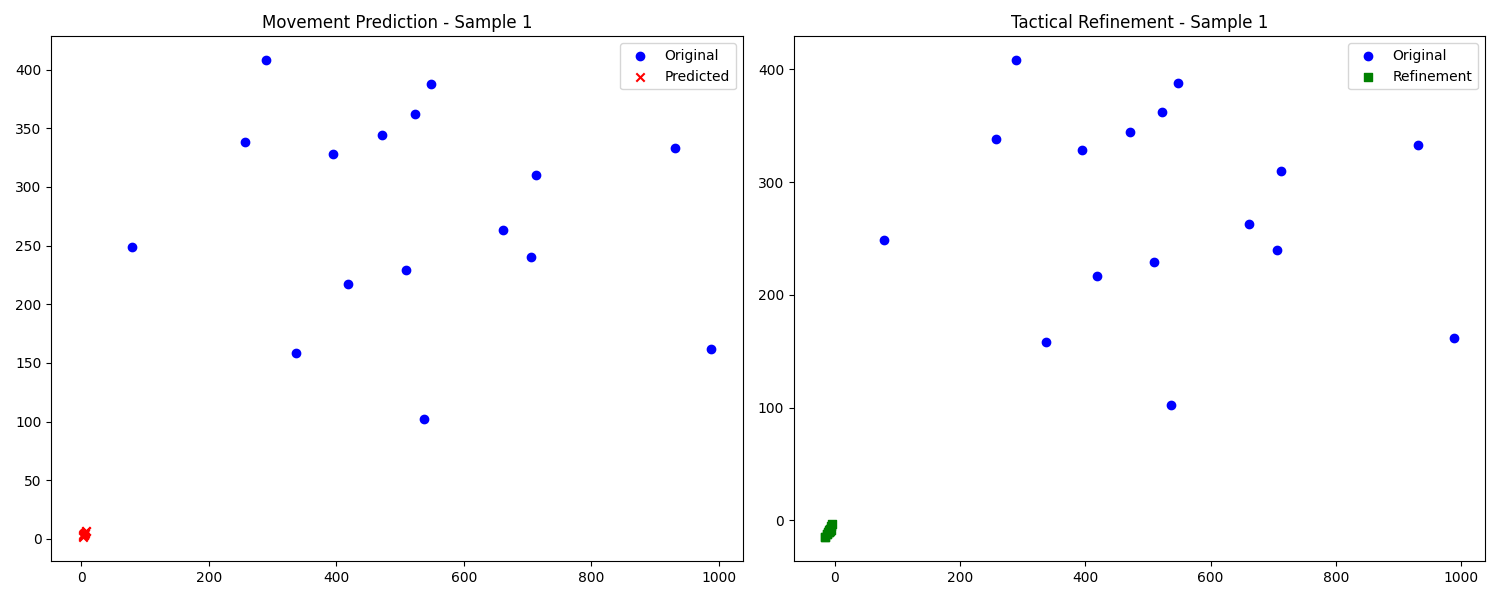 Movement Prediction - Sample 1
Original
Predicted
400
350
300
250
200
150
100
50
0
0 200 400 600 800 1000
Tactical Refinement - Sample 1
Original
Refinement
400
300
200
100
0
0 200 400 600 800 1000